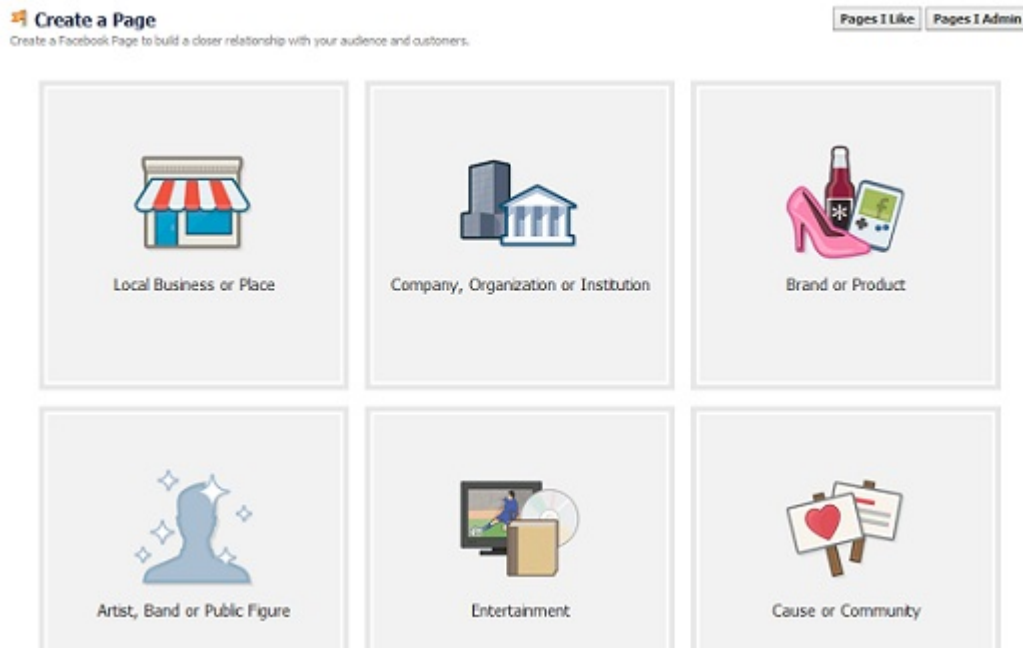 Create a Page
Pages I Like
Pages I Admin
Create a Facebook Page to build a closer relationship with your audience and customers.
Local Business or Place
Company, Organization or Institution
Brand or Product
Artist, Band or Public Figure
Entertainment
Cause or Community